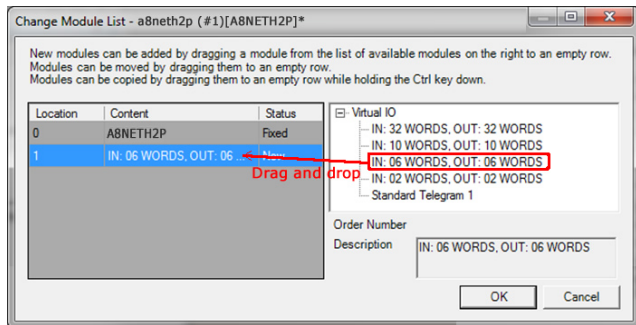 Change Module List - a8neth2p (#1)[A8NETH2P]*
New modules can be added by dragging a module from the list of available modules on the right to an empty row.
Modules can be moved by dragging them to an empty row.
Modules can be copied by dragging them to an empty row while holding the Ctrl key down.
Location Content Status
0 A8NETH2P Fixed
1 IN: 06 WORDS, OUT: 06 ... New
Virtual IO
IN: 32 WORDS, OUT: 32 WORDS
IN: 10 WORDS, OUT: 10 WORDS
IN: 06 WORDS, OUT: 06 WORDS
IN: 02 WORDS, OUT: 02 WORDS
Standard Telegram 1
Drag and drop
Order Number
Description IN: 06 WORDS, OUT: 06 WORDS
OK Cancel